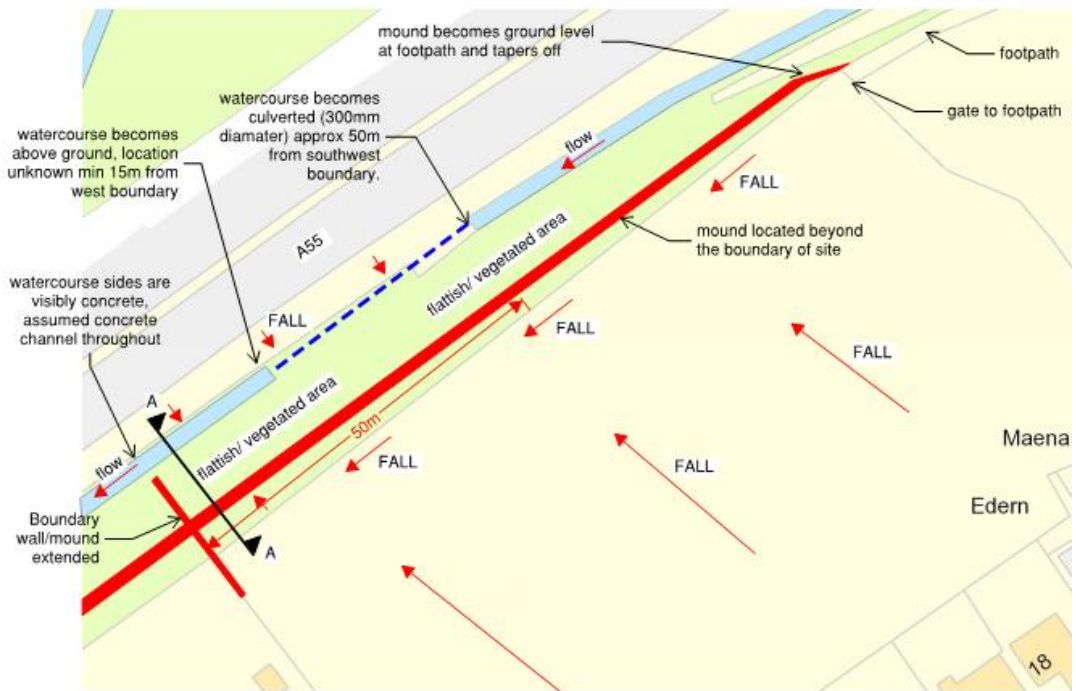 mound becomes ground level
at footpath and tapers off
footpath
watercourse becomes
culverted (300mm
diamater) approx 50m
from southwest
boundary.
gate to footpath
watercourse becomes
above ground, location
unknown min 15m from
west boundary
flow
FALL
A55
mound located beyond
the boundary of site
flattish/ vegetated area
watercourse sides are
visibly concrete,
assumed concrete
channel throughout
FALL
FALL
FALL
A
flattish/ vegetated area
50m
Maena
flow
FALL
FALL
Edern
Boundary
wall/mound
extended
A
18